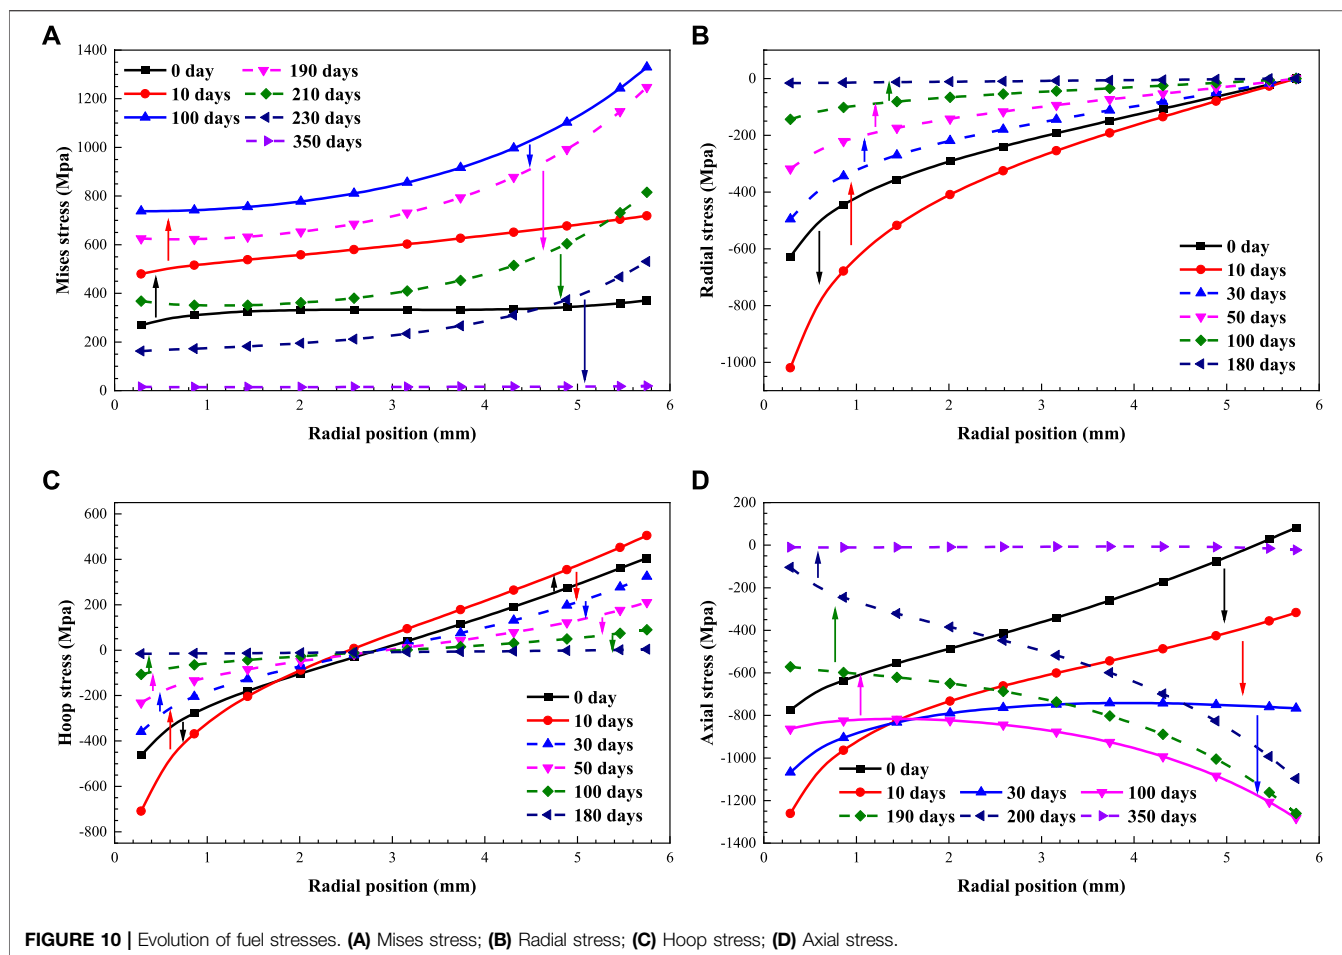 A
1400
1200
1000
800
600
400
200
0
Mises stress (Mpa)
0 day
10 days
100 days
190 days
210 days
230 days
350 days
0 1 2 3 4 5 6
Radial position (mm)
B
0
-200
-400
-600
-800
-1000
Radial stress (Mpa)
0 day
10 days
30 days
50 days
100 days
180 days
0 1 2 3 4 5 6
Radial position (mm)
C
600
400
200
0
-200
-400
-600
-800
Hoop stress (Mpa)
0 day
10 days
30 days
50 days
100 days
180 days
0 1 2 3 4 5 6
Radial position (mm)
D
200
0
-200
-400
-600
-800
-1000
-1200
-1400
Axial stress (Mpa)
0 day
10 days 30 days 100 days
190 days 200 days 350 days
0 1 2 3 4 5 6
Radial position (mm)
FIGURE 10 | Evolution of fuel stresses. (A) Mises stress; (B) Radial stress; (C) Hoop stress; (D) Axial stress.